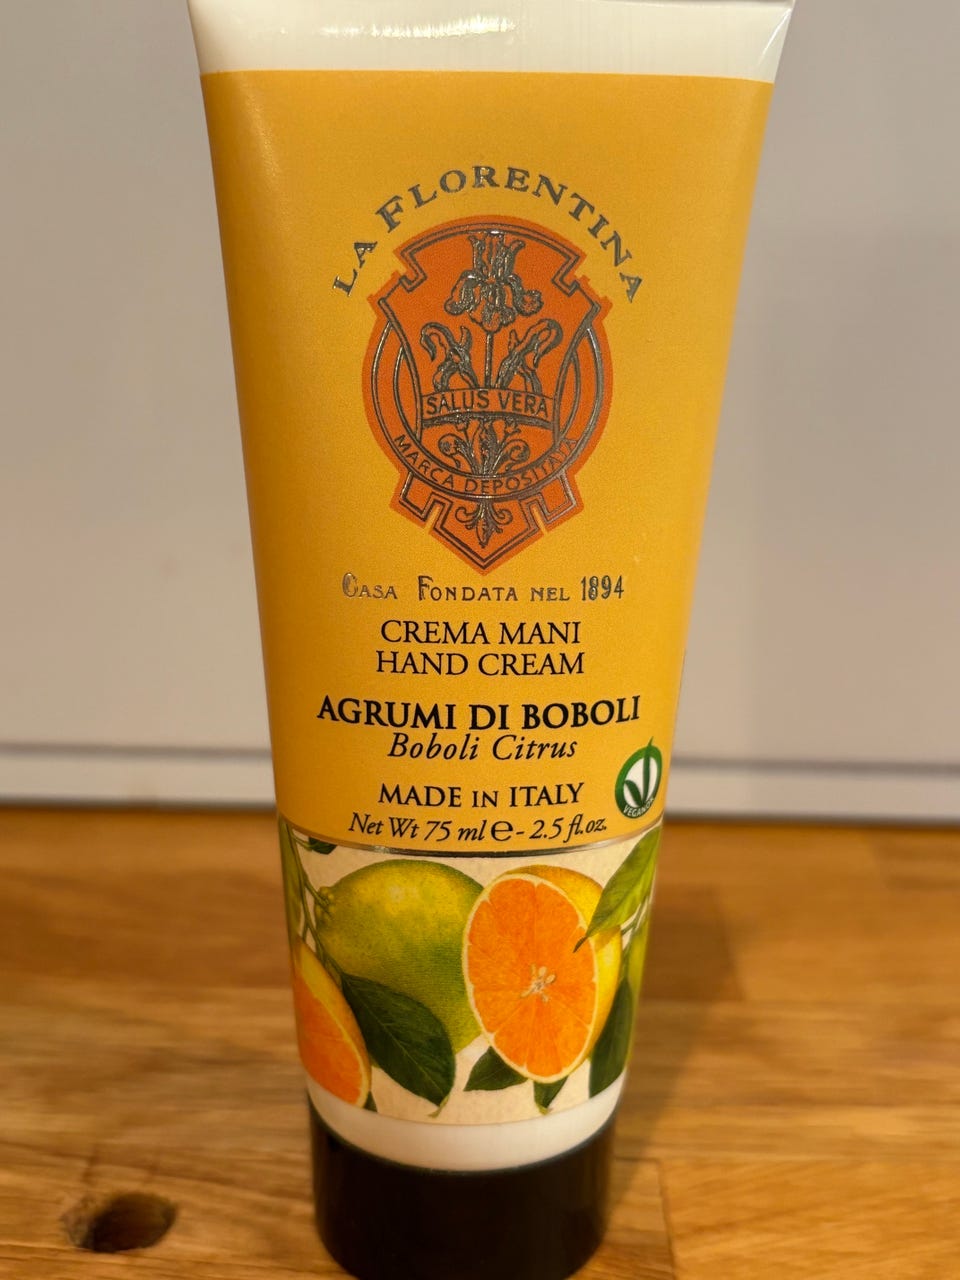 LA FLORENTINA
SALUS VERA
MARCA DEPOSITATA
CASA FONDATA NEL 1894
CREMA MANI
HAND CREAM
AGRUMI DI BOBOLI
Boboli Citrus
MADE IN ITALY
Net Wt 75 ml e - 2.5 fl.oz.
VEGANOK